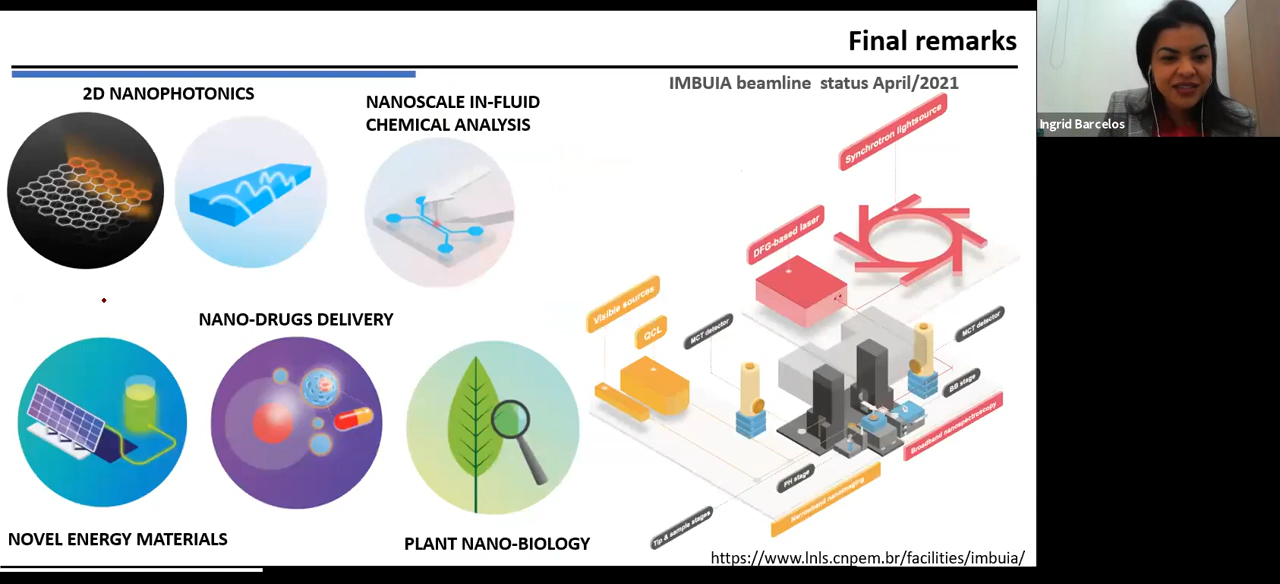 Final remarks
IMBUIA beamline status April/2021
2D NANOPHOTONICS
NANOSCALE IN-FLUID
CHEMICAL ANALYSIS
NANO-DRUGS DELIVERY
NOVEL ENERGY MATERIALS
PLANT NANO-BIOLOGY
Synchrotron lightsource
DFG-based laser
Visible sources
QCL
MCT detector
MCT detector
BB stage
Broadband nanospectroscopy
PH stage
Narrowband nanoimaging
Tip & sample stages
https://www.lnls.cnpem.br/facilities/imbuia/
Ingrid Barcelos